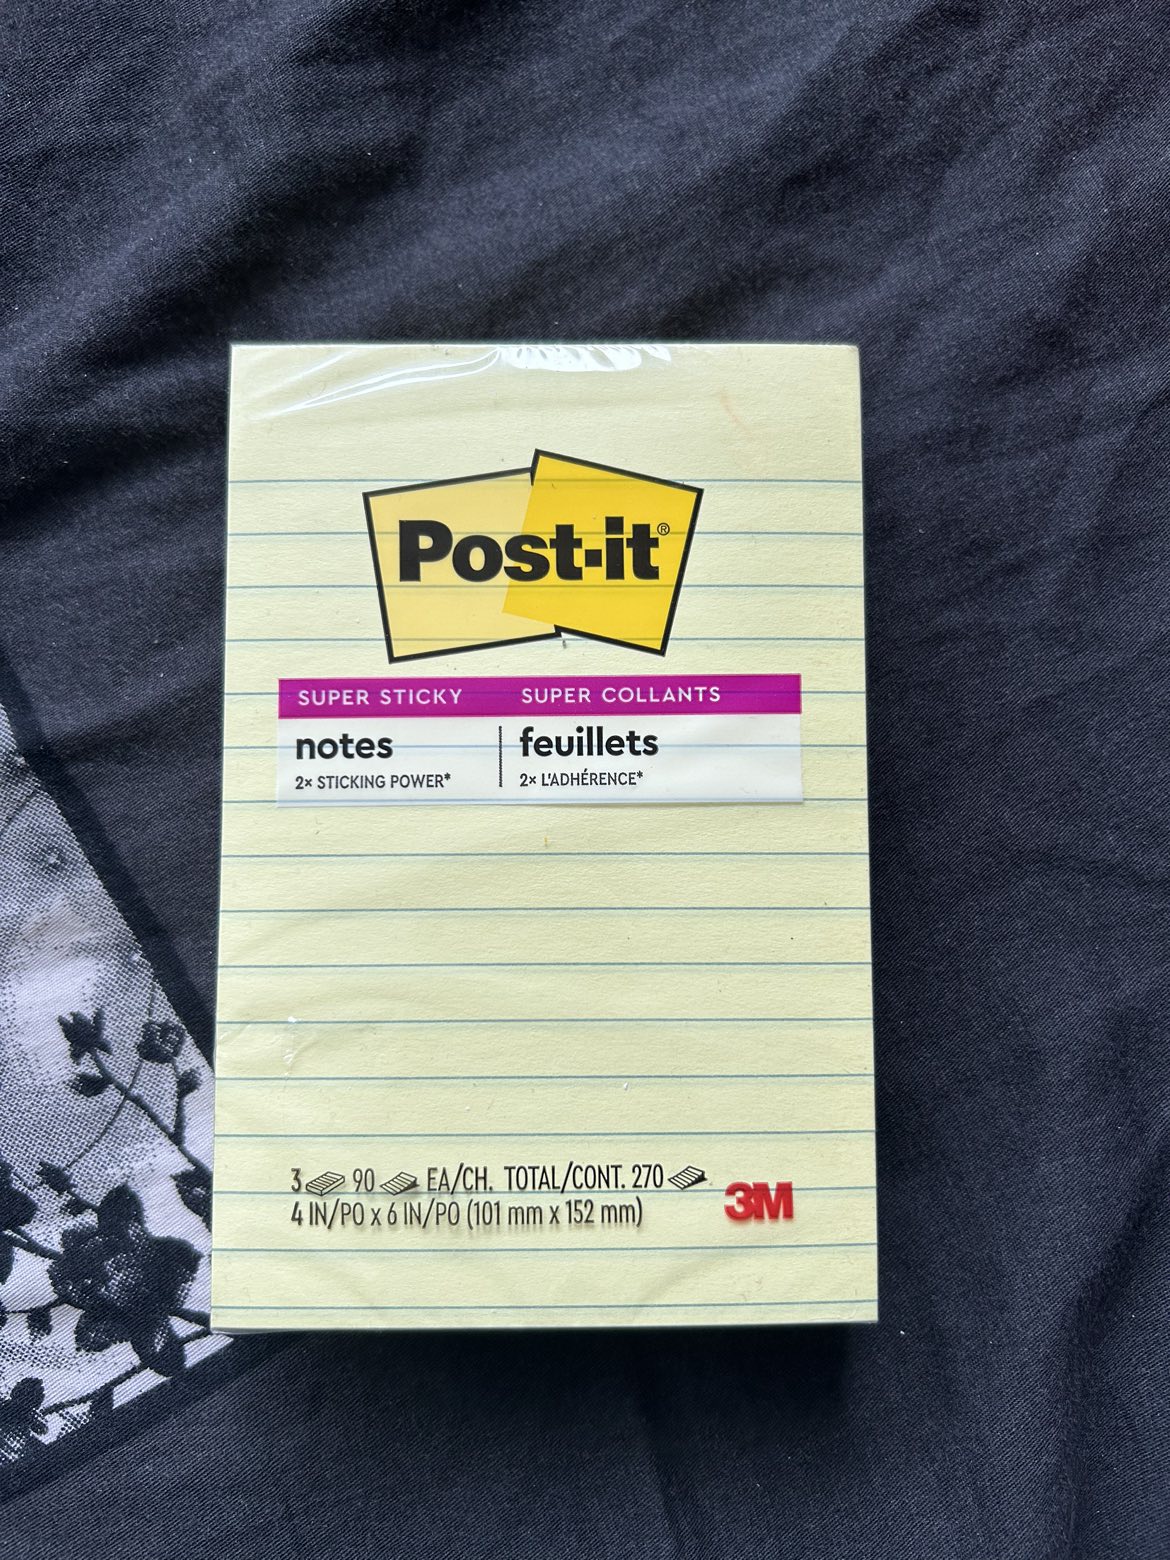 Post-it®
SUPER STICKY SUPER COLLANTS
notes feuillets
2× STICKING POWER* 2× L'ADHÉRENCE*
3 90 EA/CH. TOTAL/CONT. 270
4 IN/PO x 6 IN/PO (101 mm x 152 mm)
3M